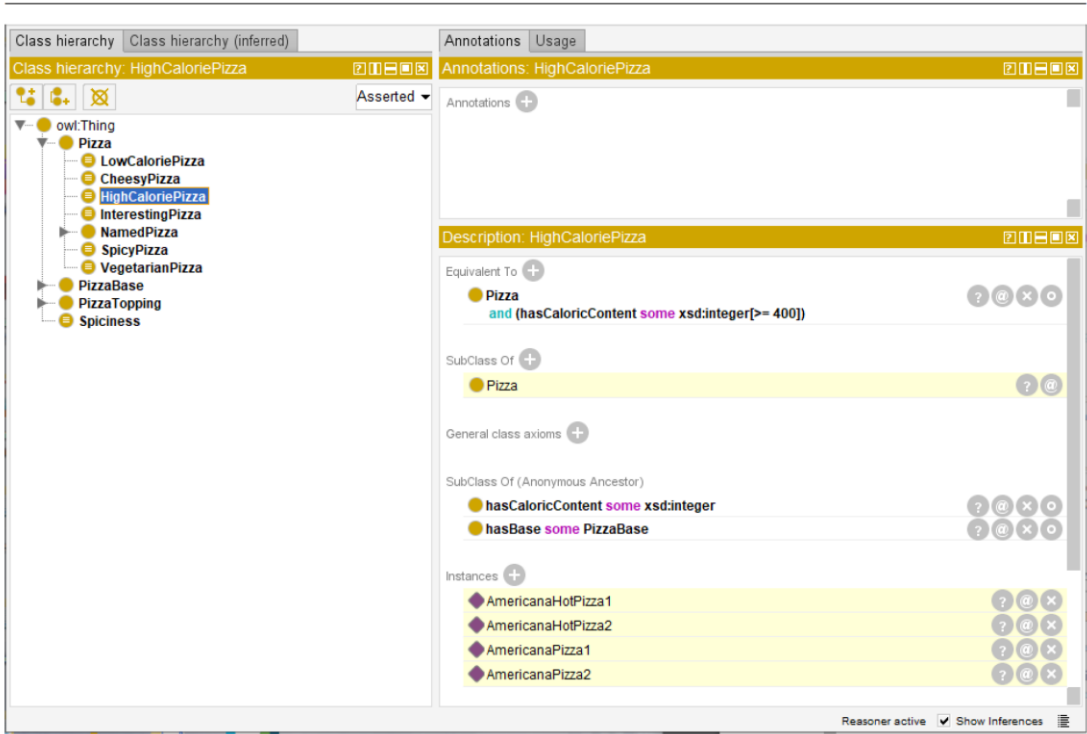 Class hierarchy Class hierarchy (inferred)
Class hierarchy: HighCaloriePizza
Asserted
owl:Thing
Pizza
LowCaloriePizza
CheesyPizza
HighCaloriePizza
InterestingPizza
NamedPizza
SpicyPizza
VegetarianPizza
PizzaBase
PizzaTopping
Spiciness
Annotations Usage
Annotations: HighCaloriePizza
Annotations
Description: HighCaloriePizza
Equivalent To
Pizza
and (hasCaloricContent some xsd:integer[>= 400])
SubClass Of
Pizza
General class axioms
SubClass Of (Anonymous Ancestor)
hasCaloricContent some xsd:integer
hasBase some PizzaBase
Instances
AmericanaHotPizza1
AmericanaHotPizza2
AmericanaPizza1
AmericanaPizza2
Reasoner active Show Inferences